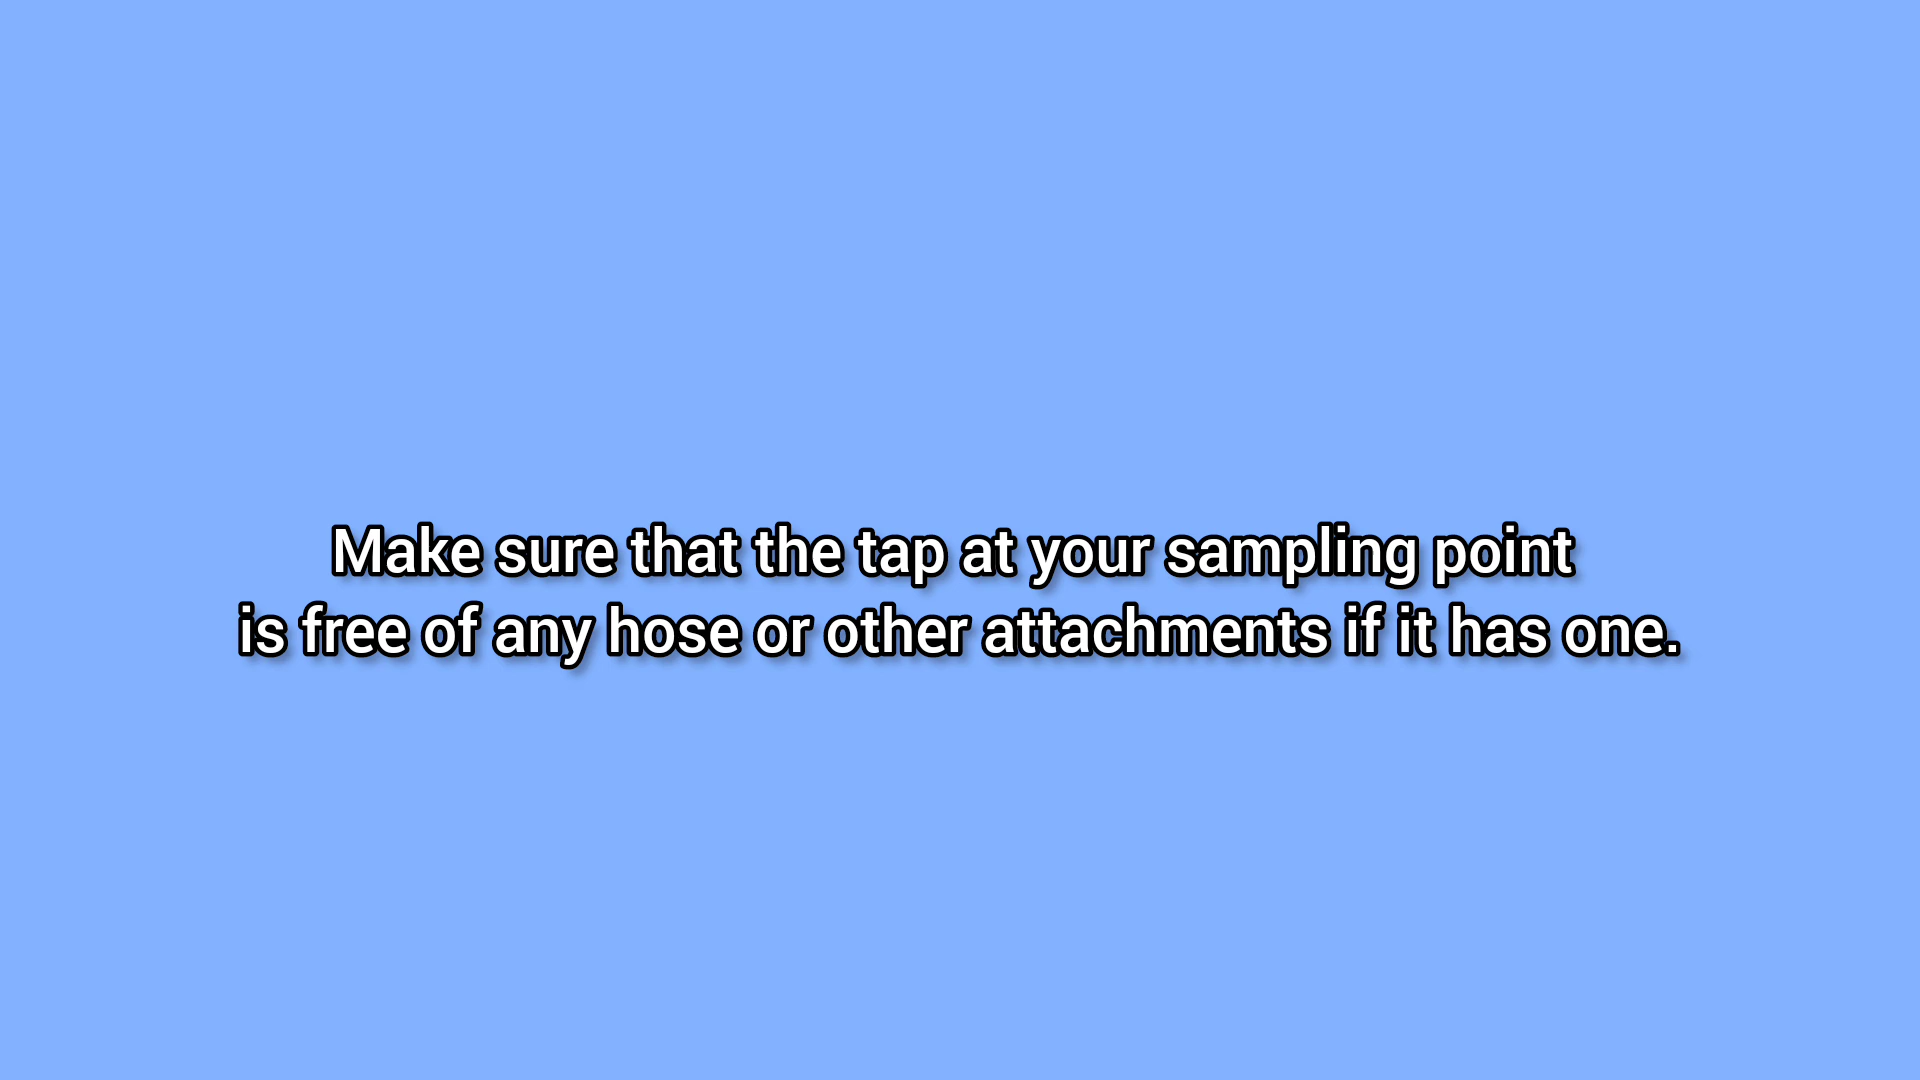 Make sure that the tap at your sampling point
is free of any hose or other attachments if it has one.